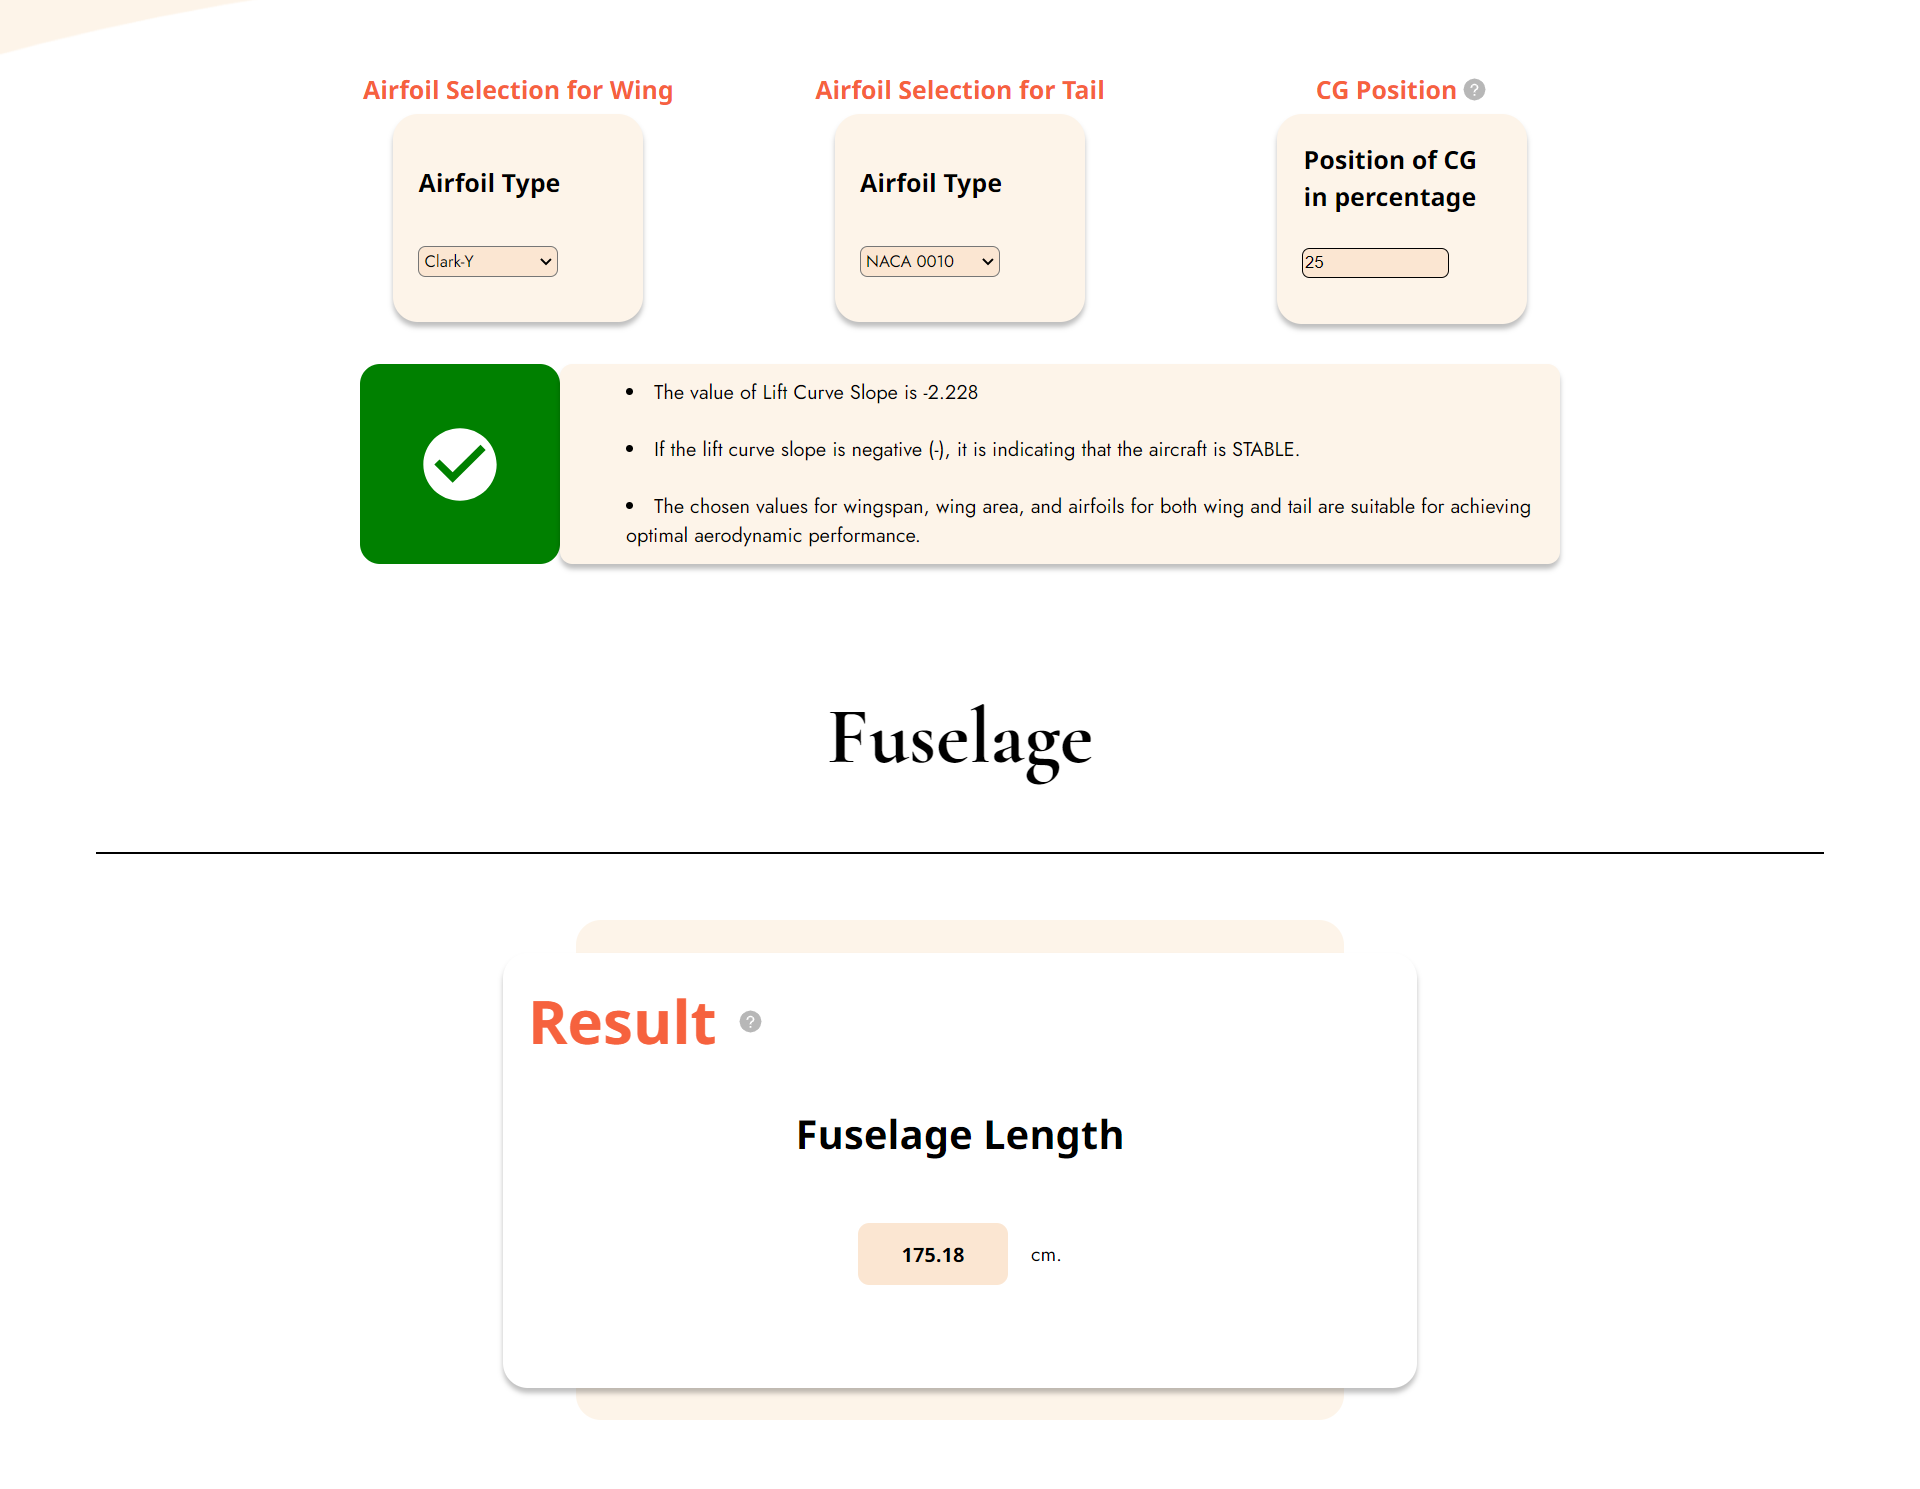 Airfoil Selection for Wing
Airfoil Selection for Tail
CG Position ?
Airfoil Type
Clark-Y
Airfoil Type
NACA 0010
Position of CG
in percentage
25
• The value of Lift Curve Slope is -2.228
• If the lift curve slope is negative (-), it is indicating that the aircraft is STABLE.
• The chosen values for wingspan, wing area, and airfoils for both wing and tail are suitable for achieving
optimal aerodynamic performance.
Fuselage
Result ?
Fuselage Length
175.18 cm.